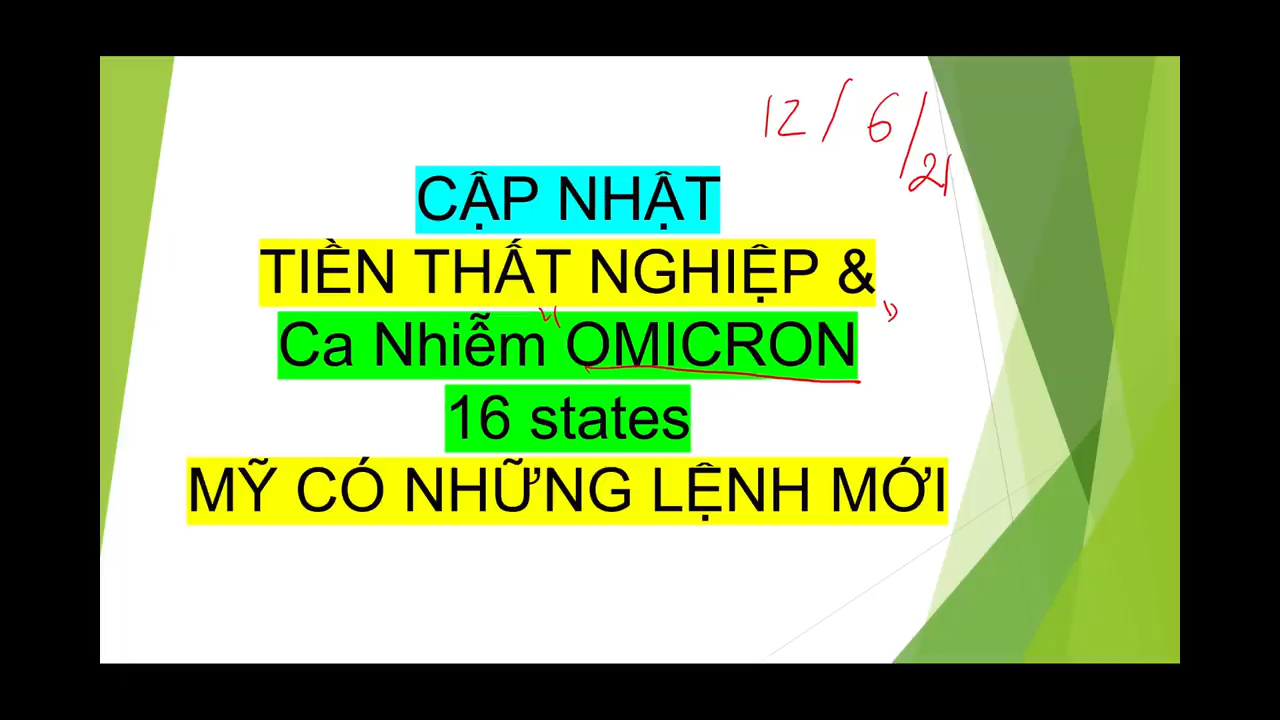 12/6/21
CẬP NHẬT
TIỀN THẤT NGHIỆP &
Ca Nhiễm OMICRON
16 states
MỸ CÓ NHỮNG LỆNH MỚI